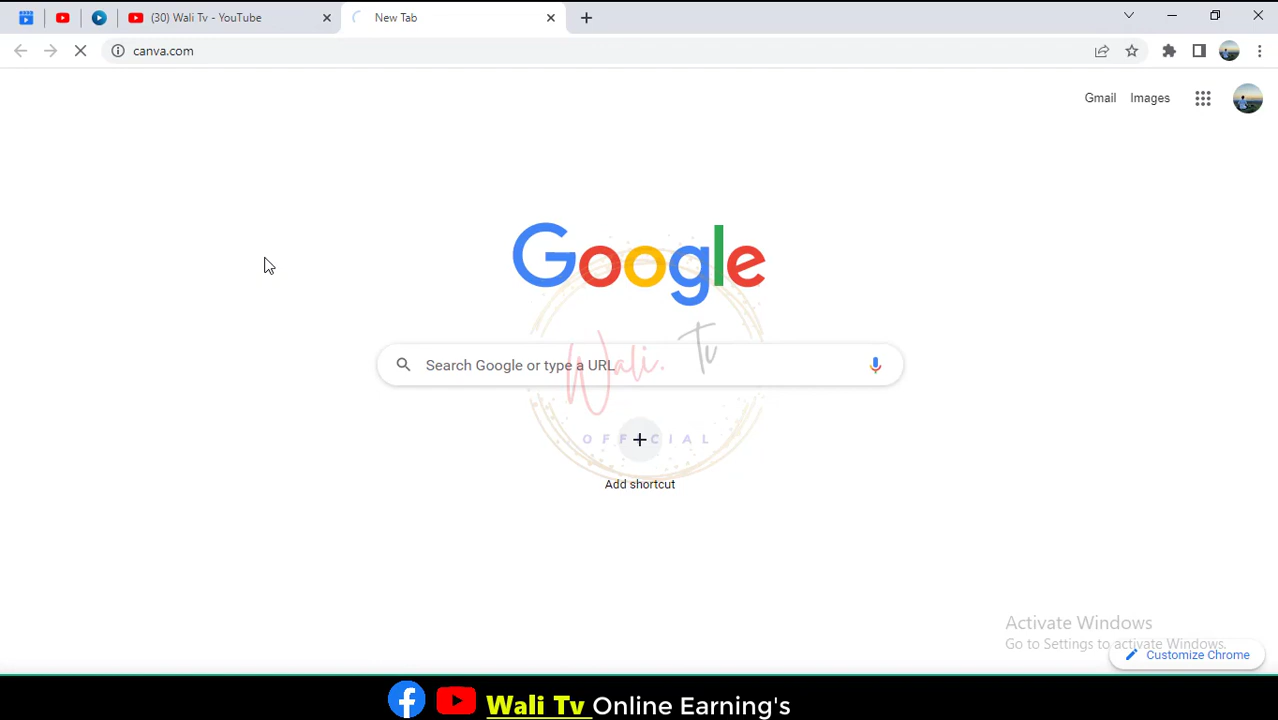 (30) Wali Tv - YouTube
New Tab
canva.com
Gmail
Images
Google
Search Google or type a URL
Wali. Tv
OFFICIAL
Add shortcut
Activate Windows
Go to Settings to activate Windows.
Customize Chrome
Wali Tv Online Earning's